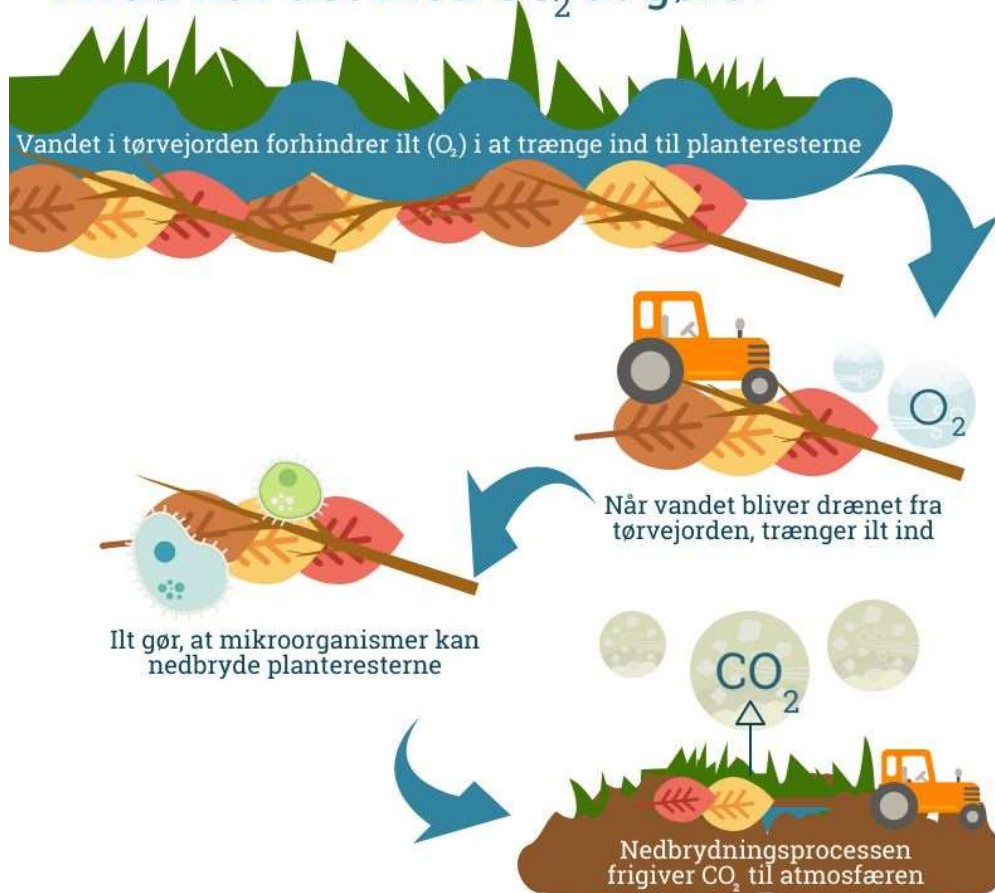 CO₂
Vandet i tørvejorden forhindrer ilt (O₂) i at trænge ind til planteresterne
O₂
Når vandet bliver drænet fra
tørvejorden, trænger ilt ind
Ilt gør, at mikroorganismer kan
nedbryde planteresterne
CO₂
Nedbrydningsprocessen
frigiver CO₂ til atmosfæren